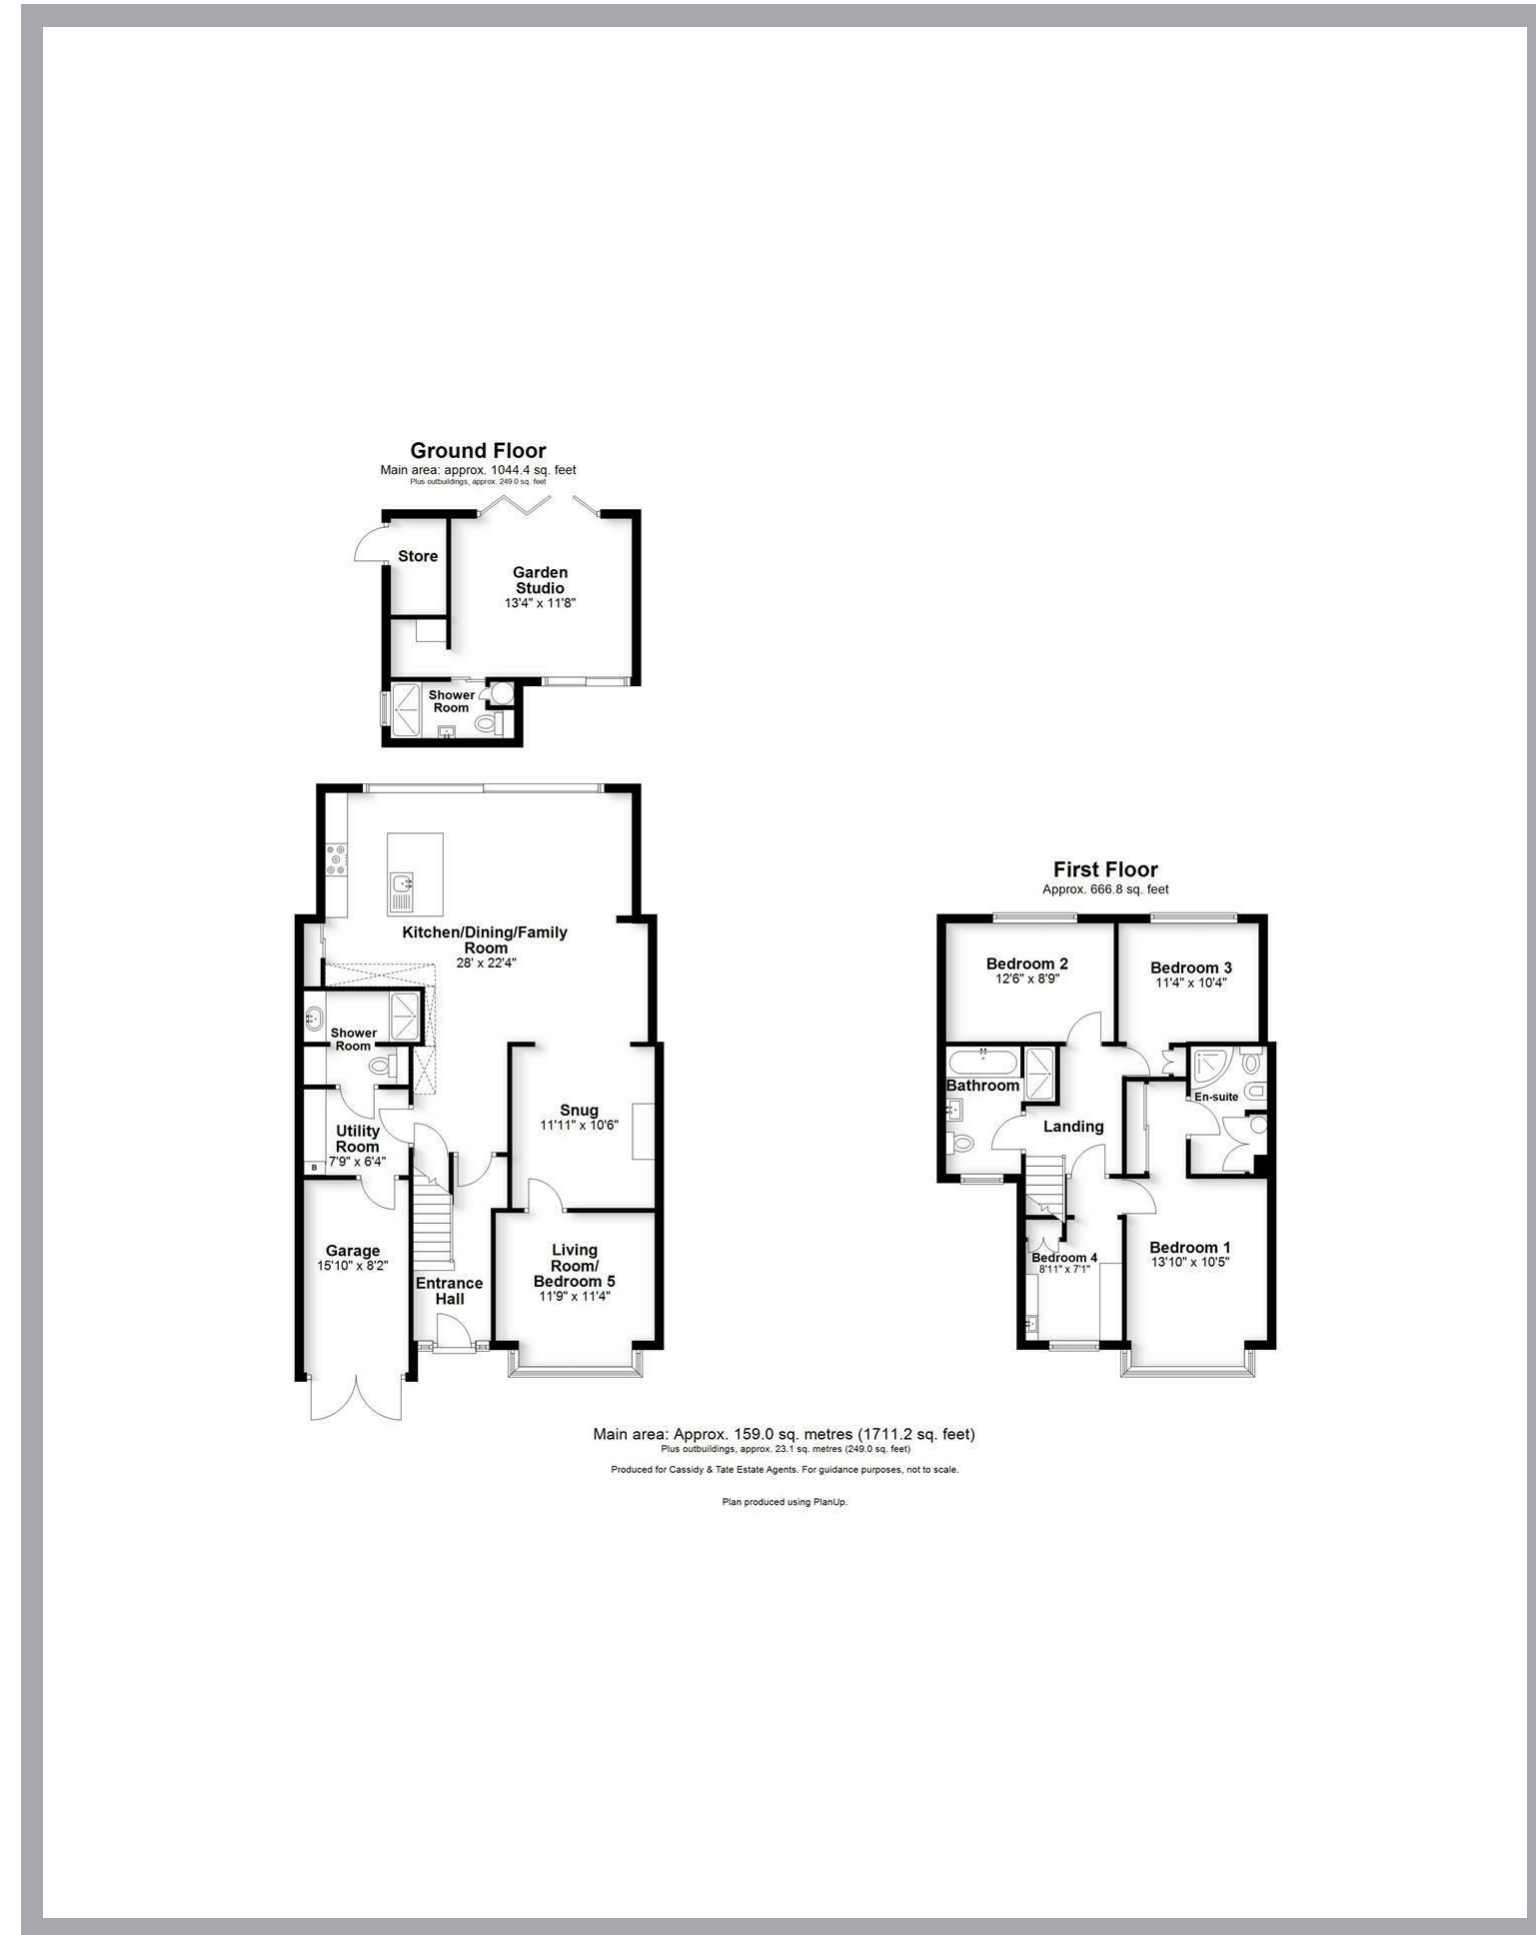 Ground Floor
Main area: approx. 1044.4 sq. feet
Plus outbuildings, approx. 249.0 sq. feet
Store
Garden
Studio
13'4" x 11'8"
Shower
Room
Kitchen/Dining/Family
Room
28' x 22'4"
Shower
Room
Utility
Room
7'9" x 6'4"
B
Snug
11'11" x 10'6"
Garage
15'10" x 8'2"
Entrance
Hall
Living
Room/
Bedroom 5
11'9" x 11'4"
First Floor
Approx. 666.8 sq. feet
Bedroom 2
12'6" x 8'9"
Bedroom 3
11'4" x 10'4"
Bathroom
En-suite
Landing
Bedroom 4
8'11" x 7'1"
Bedroom 1
13'10" x 10'5"
Main area: Approx. 159.0 sq. metres (1711.2 sq. feet)
Plus outbuildings, approx. 23.1 sq. metres (249.0 sq. feet)
Produced for Cassidy & Tate Estate Agents. For guidance purposes, not to scale.
Plan produced using PlanUp.